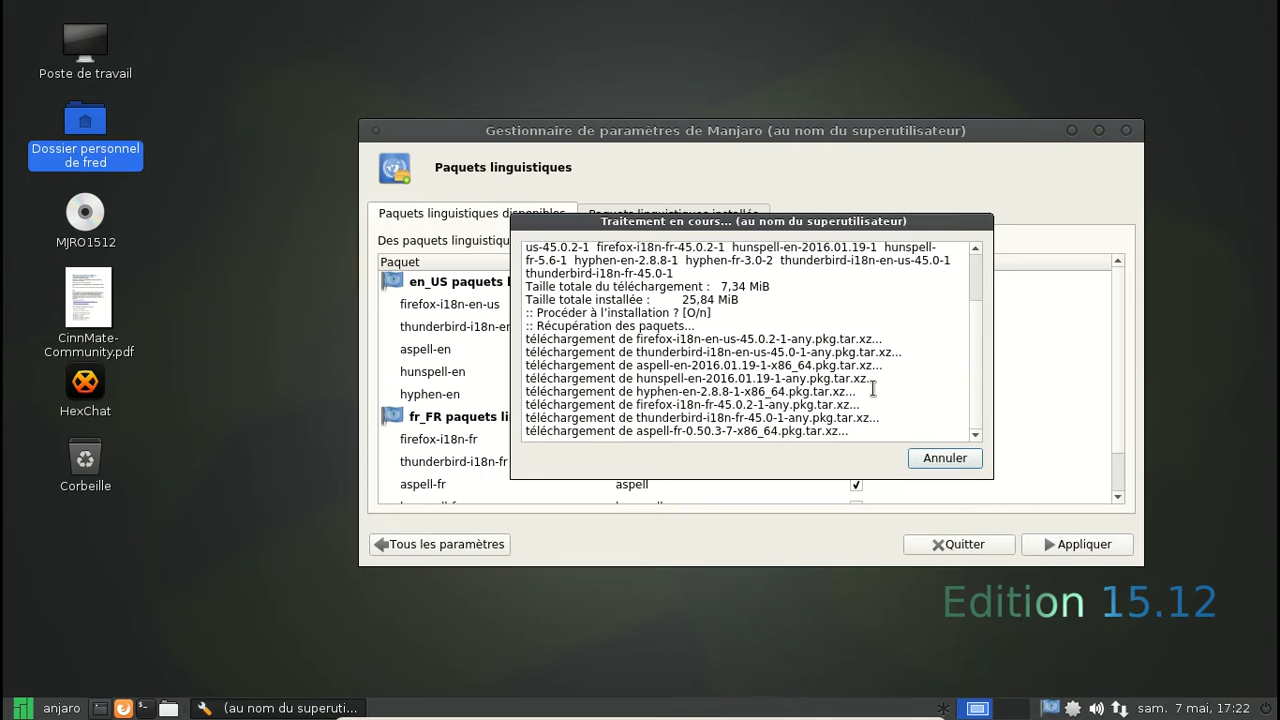 Poste de travail
Dossier personnel
de fred
MJRO1512
CinnMate-
Community.pdf
HexChat
Corbeille
Gestionnaire de paramètres de Manjaro (au nom du superutilisateur)
Paquets linguistiques
Paquets linguistiques disponibles
Des paquets linguistiqu
Paquet
en_US paquets
firefox-i18n-en-us
thunderbird-i18n-en
aspell-en
hunspell-en
hyphen-en
fr_FR paquets li
firefox-i18n-fr
thunderbird-i18n-fr
aspell-fr aspell
Traitement en cours... (au nom du superutilisateur)
us-45.0.2-1 firefox-i18n-fr-45.0.2-1 hunspell-en-2016.01.19-1 hunspell-
fr-5.6-1 hyphen-en-2.8.8-1 hyphen-fr-3.0-2 thunderbird-i18n-en-us-45.0-1
thunderbird-i18n-fr-45.0-1
Taille totale du téléchargement : 7,34 MiB
Taille totale installée : 25,84 MiB
:: Procéder à l’installation ? [O/n]
:: Récupération des paquets...
téléchargement de firefox-i18n-en-us-45.0.2-1-any.pkg.tar.xz...
téléchargement de thunderbird-i18n-en-us-45.0-1-any.pkg.tar.xz...
téléchargement de aspell-en-2016.01.19-1-x86_64.pkg.tar.xz...
téléchargement de hunspell-en-2016.01.19-1-any.pkg.tar.xz...
téléchargement de hyphen-en-2.8.8-1-x86_64.pkg.tar.xz...
téléchargement de firefox-i18n-fr-45.0.2-1-any.pkg.tar.xz...
téléchargement de thunderbird-i18n-fr-45.0-1-any.pkg.tar.xz...
téléchargement de aspell-fr-0.50.3-7-x86_64.pkg.tar.xz...
Annuler
Tous les paramètres
Quitter
Appliquer
Edition 15.12
anjaro
(au nom du superuti...
sam. 7 mai, 17:22